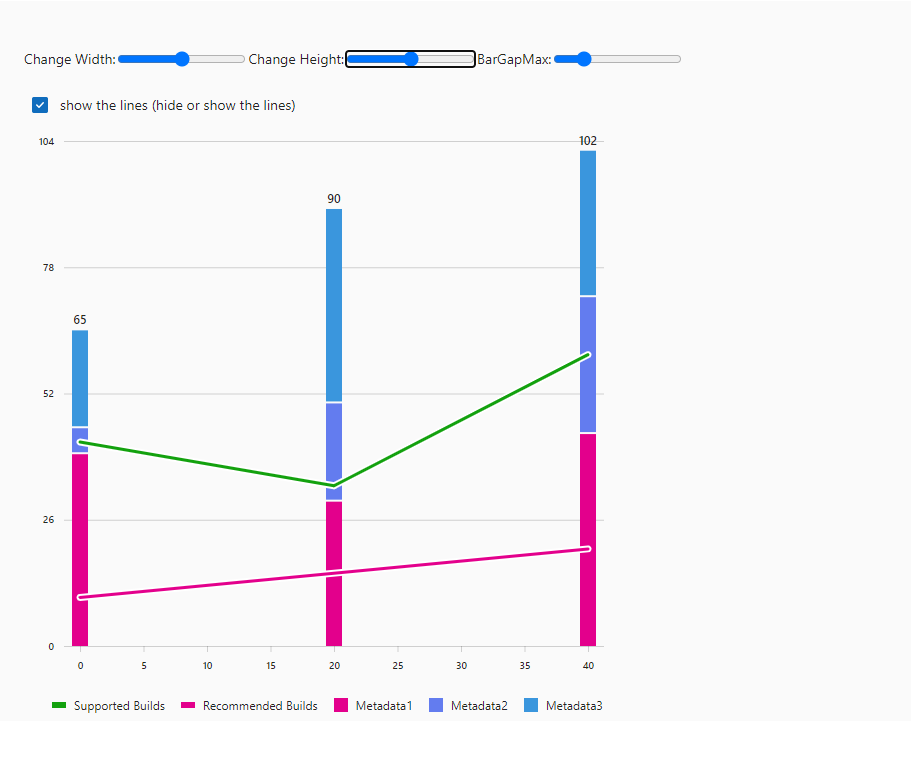 Change Width: Change Height: BarGapMax:
show the lines (hide or show the lines)
104
102
90
78
65
52
26
0
0 5 10 15 20 25 30 35 40
Supported Builds Recommended Builds Metadata1 Metadata2 Metadata3